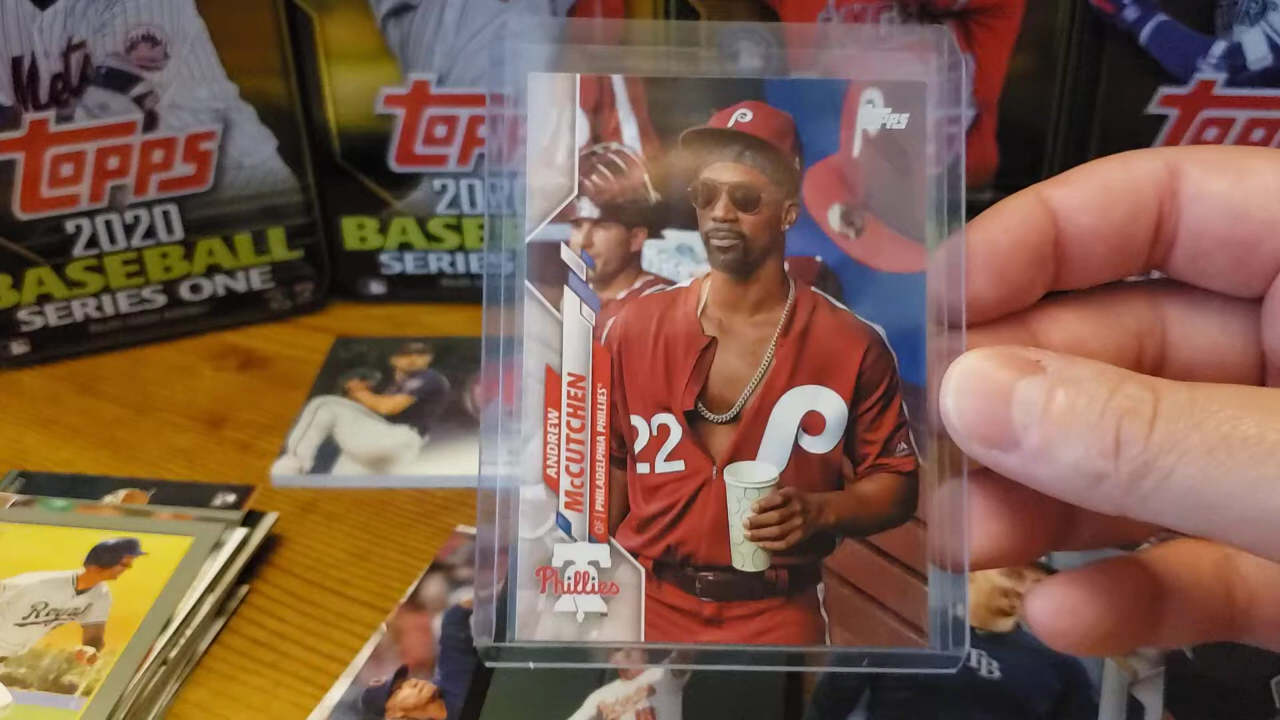 Mets
TOPPS
2020
BASEBALL
SERIES ONE
TOPPS
2020
BASEB
SERIES
TOPPS
TOPPS
P
P
22
ANDREW
McCUTCHEN
OF | PHILADELPHIA PHILLIES
Phillies
Royal
TB